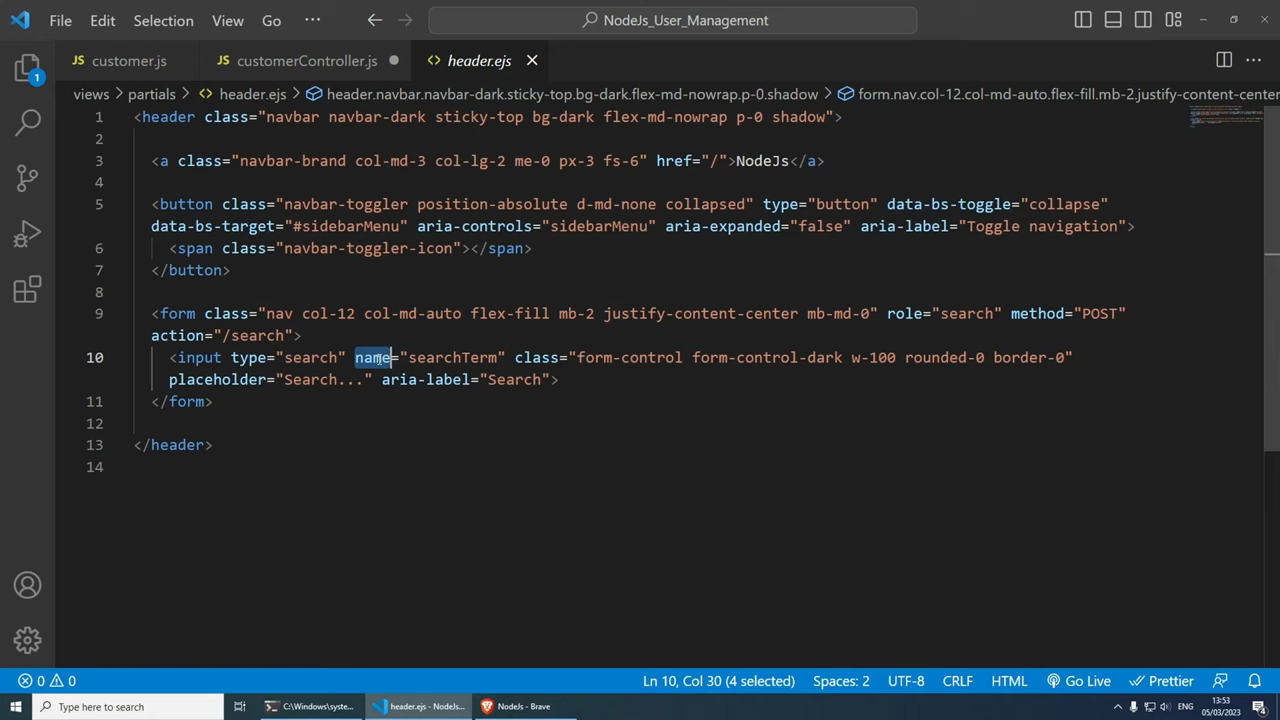 File Edit Selection View Go ··· NodeJs_User_Management
customer.js customerController.js header.ejs
1
views partials header.ejs header.navbar.navbar-dark.sticky-top.bg-dark.flex-md-nowrap.p-0.shadow form.nav.col-12.col-md-auto.flex-fill.mb-2.justify-content-center
1 <header class="navbar navbar-dark sticky-top bg-dark flex-md-nowrap p-0 shadow">
2
3 <a class="navbar-brand col-md-3 col-lg-2 me-0 px-3 fs-6" href="/">NodeJs</a>
4
5 <button class="navbar-toggler position-absolute d-md-none collapsed" type="button" data-bs-toggle="collapse"
data-bs-target="#sidebarMenu" aria-controls="sidebarMenu" aria-expanded="false" aria-label="Toggle navigation">
6 <span class="navbar-toggler-icon"></span>
7 </button>
8
9 <form class="nav col-12 col-md-auto flex-fill mb-2 justify-content-center mb-md-0" role="search" method="POST"
action="/search">
10 <input type="search" name="searchTerm" class="form-control form-control-dark w-100 rounded-0 border-0"
placeholder="Search..." aria-label="Search">
11 </form>
12
13 </header>
14
0 0 Ln 10, Col 30 (4 selected) Spaces: 2 UTF-8 CRLF HTML Go Live Prettier
Type here to search C:\Windows\syste... header.ejs - NodeJs... NodeJs - Brave ENG 13:53
05/03/2023 4